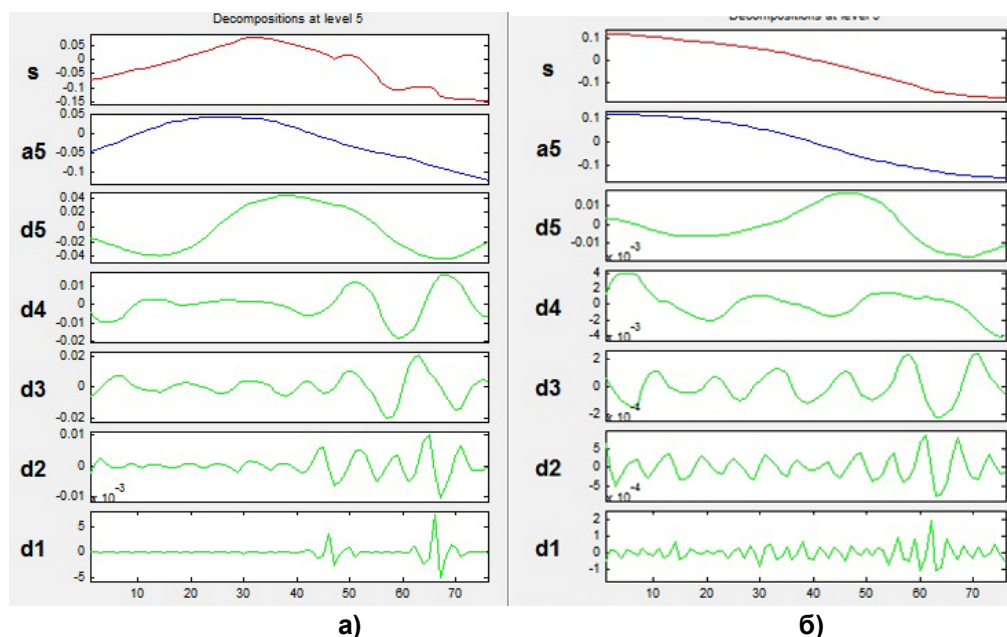 Decompositions at level 5
s
0.05
0
-0.05
-0.1
-0.15
a5
0.05
0
-0.05
-0.1
d5
0.04
0.02
0
-0.02
-0.04
d4
0.01
0
-0.01
-0.02
d3
0.02
0
-0.02
d2
0.01
0
-0.01
x 10⁻³
d1
5
0
-5
10 20 30 40 50 60 70
а)
Decompositions at level 5
s
0.1
0
-0.1
a5
0.1
0
-0.1
d5
0.01
0
-0.01
x 10⁻³
d4
4
2
0
-2
-4
x 10⁻³
d3
2
0
-2
x 10⁻⁴
d2
5
0
-5
x 10⁻⁴
d1
2
1
0
-1
10 20 30 40 50 60 70
б)